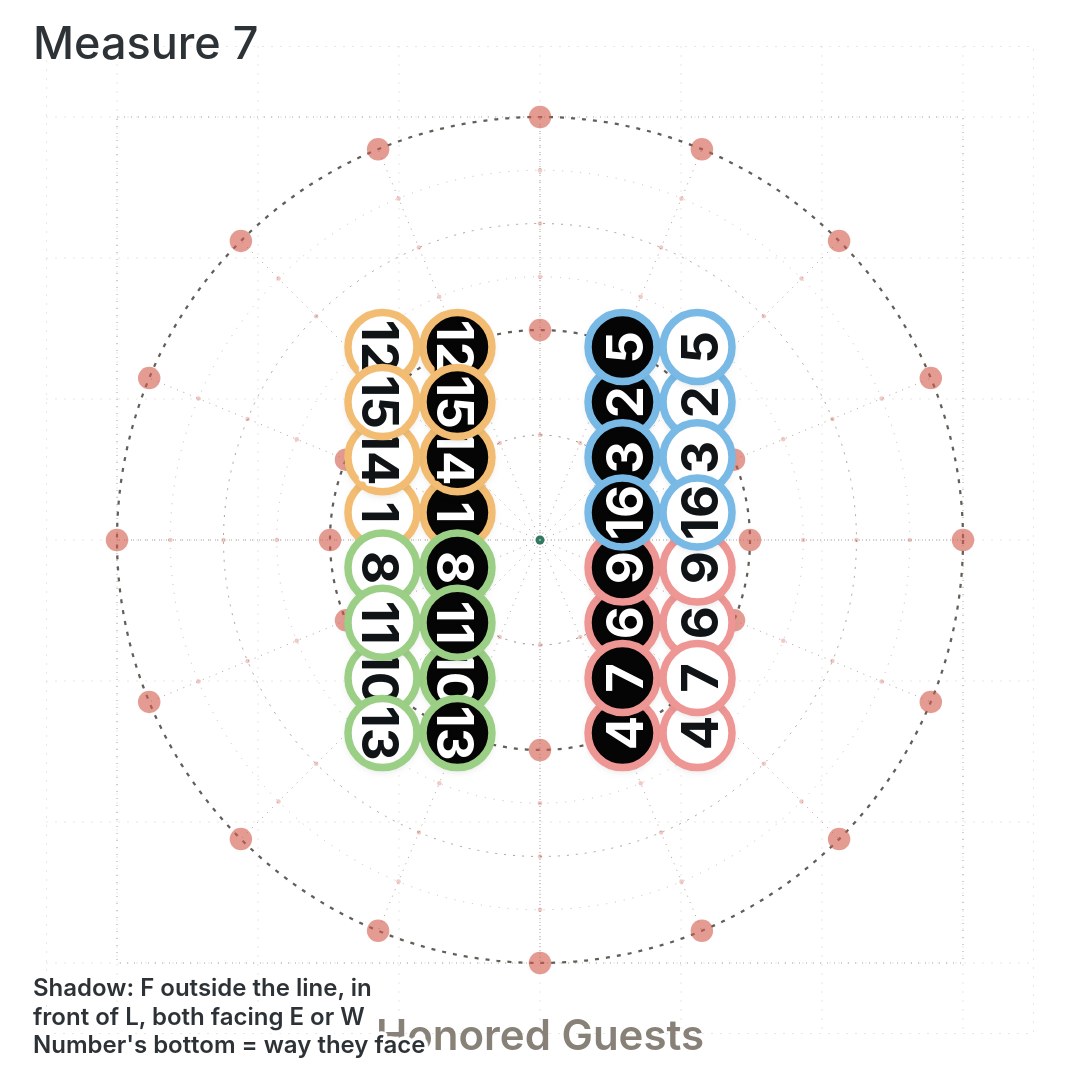 Measure 7
12 12 5 5
15 15 2 2
14 14 3 3
1 1 16 16
8 8 9 9
11 11 6 6
10 10 7 7
13 13 4 4
Shadow: F outside the line, in
front of L, both facing E or W
Number's bottom = way they face
Honored Guests